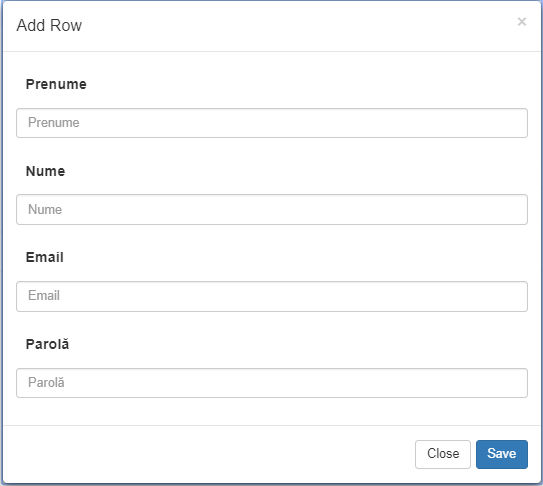 Add Row ×
Prenume
Prenume
Nume
Nume
Email
Email
Parolă
Parolă
Close Save